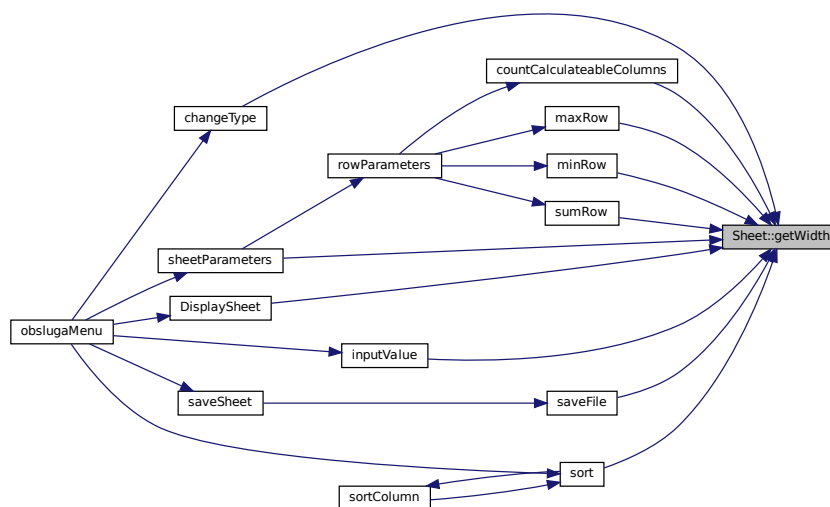 countCalculateableColumns
changeType
maxRow
rowParameters
minRow
sumRow
Sheet::getWidth
sheetParameters
DisplaySheet
obslugaMenu
inputValue
saveSheet
saveFile
sort
sortColumn